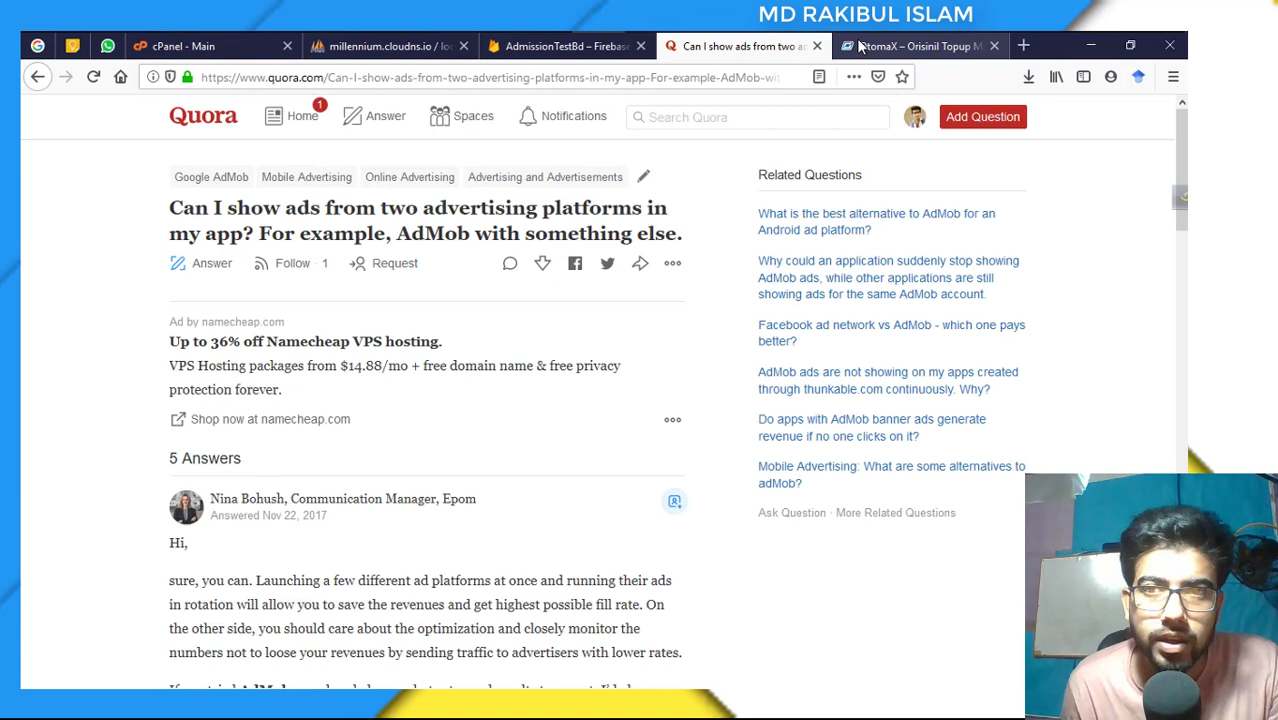 MD RAKIBUL ISLAM
cPanel - Main
millennium.cloudns.io / loc
AdmissionTestBd – Firebase
Can I show ads from two ad
OtomaX – Orisinil Topup M
https://www.quora.com/Can-I-show-ads-from-two-advertising-platforms-in-my-app-For-example-AdMob-wit
Quora
1
Home
Answer
Spaces
Notifications
Search Quora
Add Question
Google AdMob
Mobile Advertising
Online Advertising
Advertising and Advertisements
Can I show ads from two advertising platforms in
my app? For example, AdMob with something else.
Answer
Follow · 1
Request
Ad by namecheap.com
Up to 36% off Namecheap VPS hosting.
VPS Hosting packages from $14.88/mo + free domain name & free privacy
protection forever.
Shop now at namecheap.com
5 Answers
Nina Bohush, Communication Manager, Epom
Answered Nov 22, 2017
Hi,
sure, you can. Launching a few different ad platforms at once and running their ads
in rotation will allow you to save the revenues and get highest possible fill rate. On
the other side, you should care about the optimization and closely monitor the
numbers not to loose your revenues by sending traffic to advertisers with lower rates.
Related Questions
What is the best alternative to AdMob for an
Android ad platform?
Why could an application suddenly stop showing
AdMob ads, while other applications are still
showing ads for the same AdMob account.
Facebook ad network vs AdMob - which one pays
better?
AdMob ads are not showing on my apps created
through thunkable.com continuously. Why?
Do apps with AdMob banner ads generate
revenue if no one clicks on it?
Mobile Advertising: What are some alternatives to
adMob?
Ask Question · More Related Questions